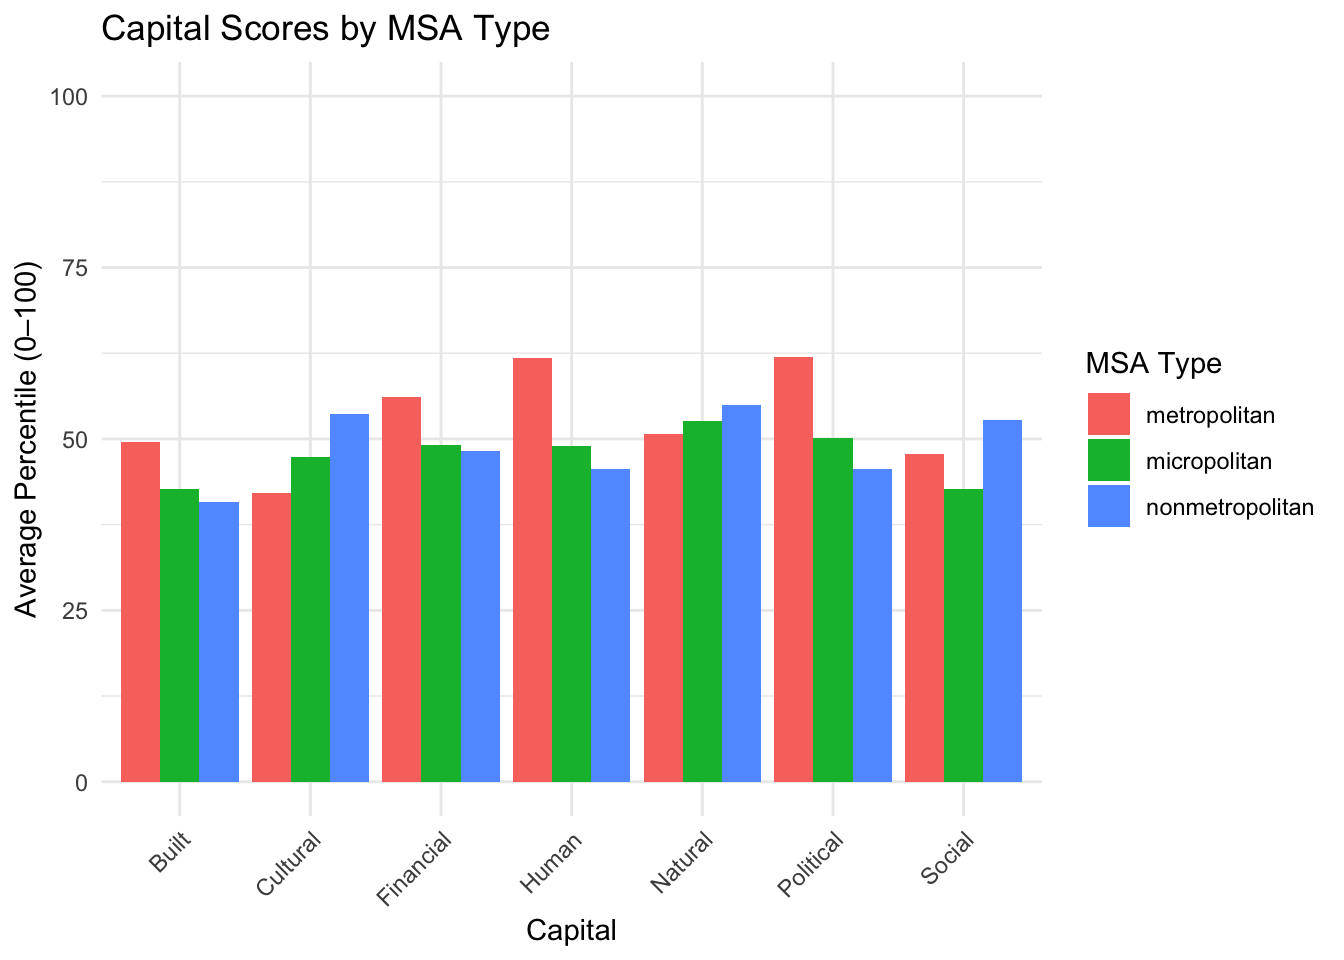 Capital Scores by MSA Type
Average Percentile (0–100)
100
75
50
25
0
Built
Cultural
Financial
Human
Natural
Political
Social
Capital
MSA Type
metropolitan
micropolitan
nonmetropolitan